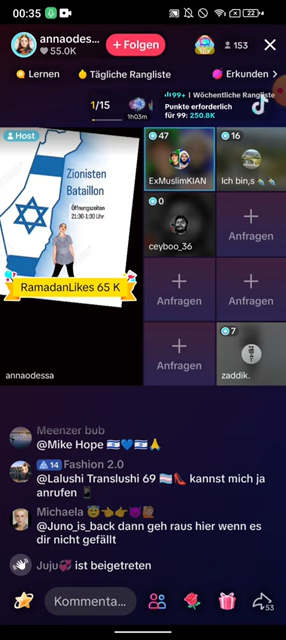 00:35
22
annaodes...
55.0K
+ Folgen
153
Lernen
Tägliche Rangliste
Erkunden
1/15
1h03m
99+ | Wöchentliche Rangliste
Punkte erforderlich
für 99: 250.8K
Host
Zionisten
Bataillon
Öffnungszeiten
21:30-1:30 Uhr
RamadanLikes 65 K
annaodessa
47
ExMuslimKIAN
16
Ich bin,s
0
ceyboo_36
Anfragen
Anfragen
Anfragen
Anfragen
Anfragen
7
zaddik.
Meenzer bub
@Mike Hope 🇮🇱💙🇮🇱🙏
14 Fashion 2.0
@Lalushi Translushi 69 🏳️‍⚧️👠 kannst mich ja
anrufen 📱
Michaela 😇👈👉😈
@Juno_is_back dann geh raus hier wenn es
dir nicht gefällt
Juju💞 ist beigetreten
Kommenta...
53